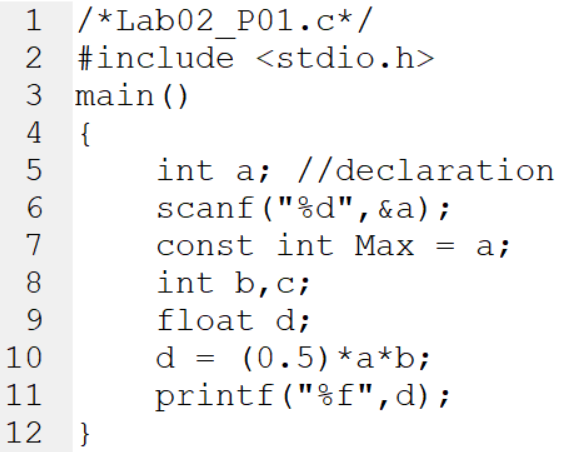 1 /*Lab02_P01.c*/
2 #include <stdio.h>
3 main()
4 {
5     int a; //declaration
6     scanf("%d",&a);
7     const int Max = a;
8     int b,c;
9     float d;
10     d = (0.5)*a*b;
11     printf("%f",d);
12 }